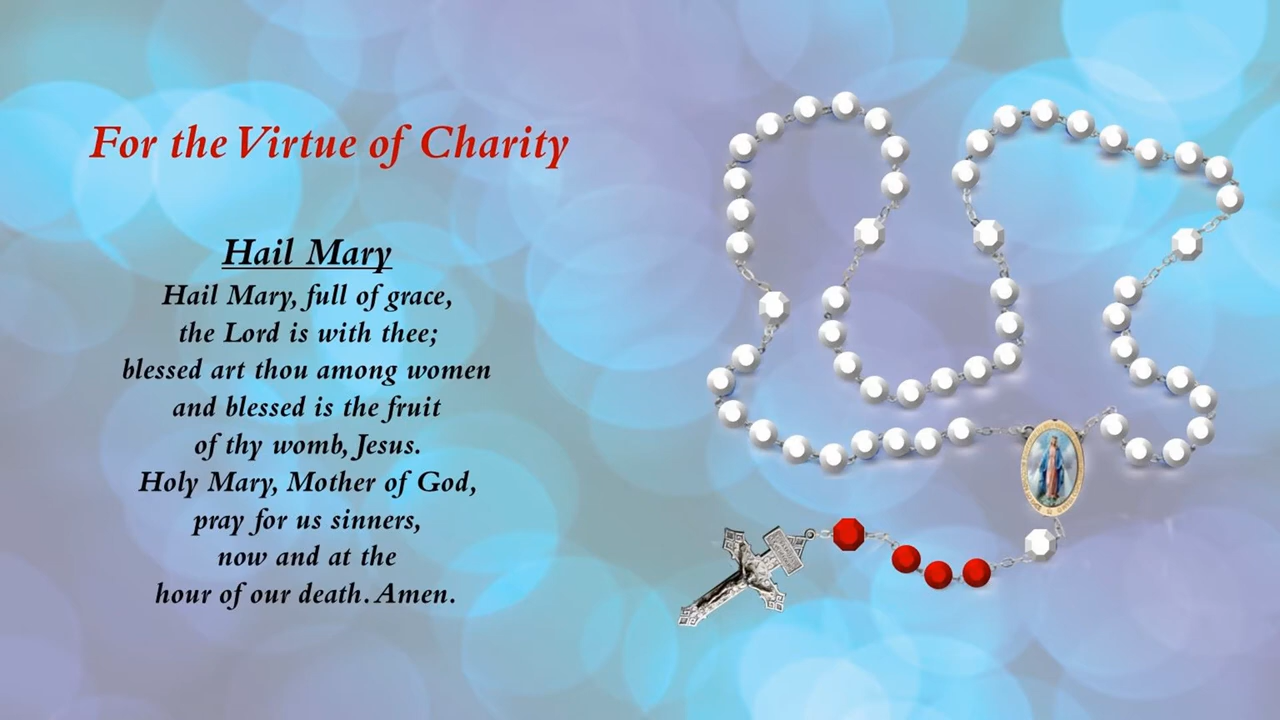 For the Virtue of Charity
Hail Mary
Hail Mary, full of grace,
the Lord is with thee;
blessed art thou among women
and blessed is the fruit
of thy womb, Jesus.
Holy Mary, Mother of God,
pray for us sinners,
now and at the
hour of our death. Amen.